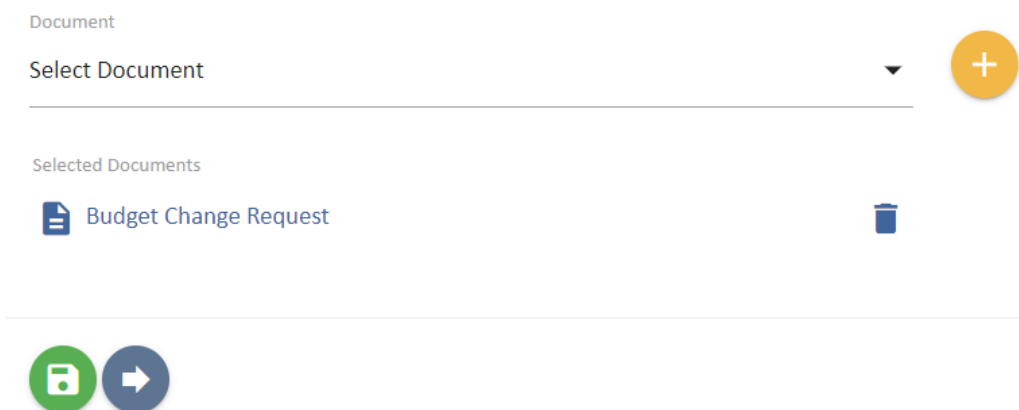 Document
Select Document
Selected Documents
Budget Change Request